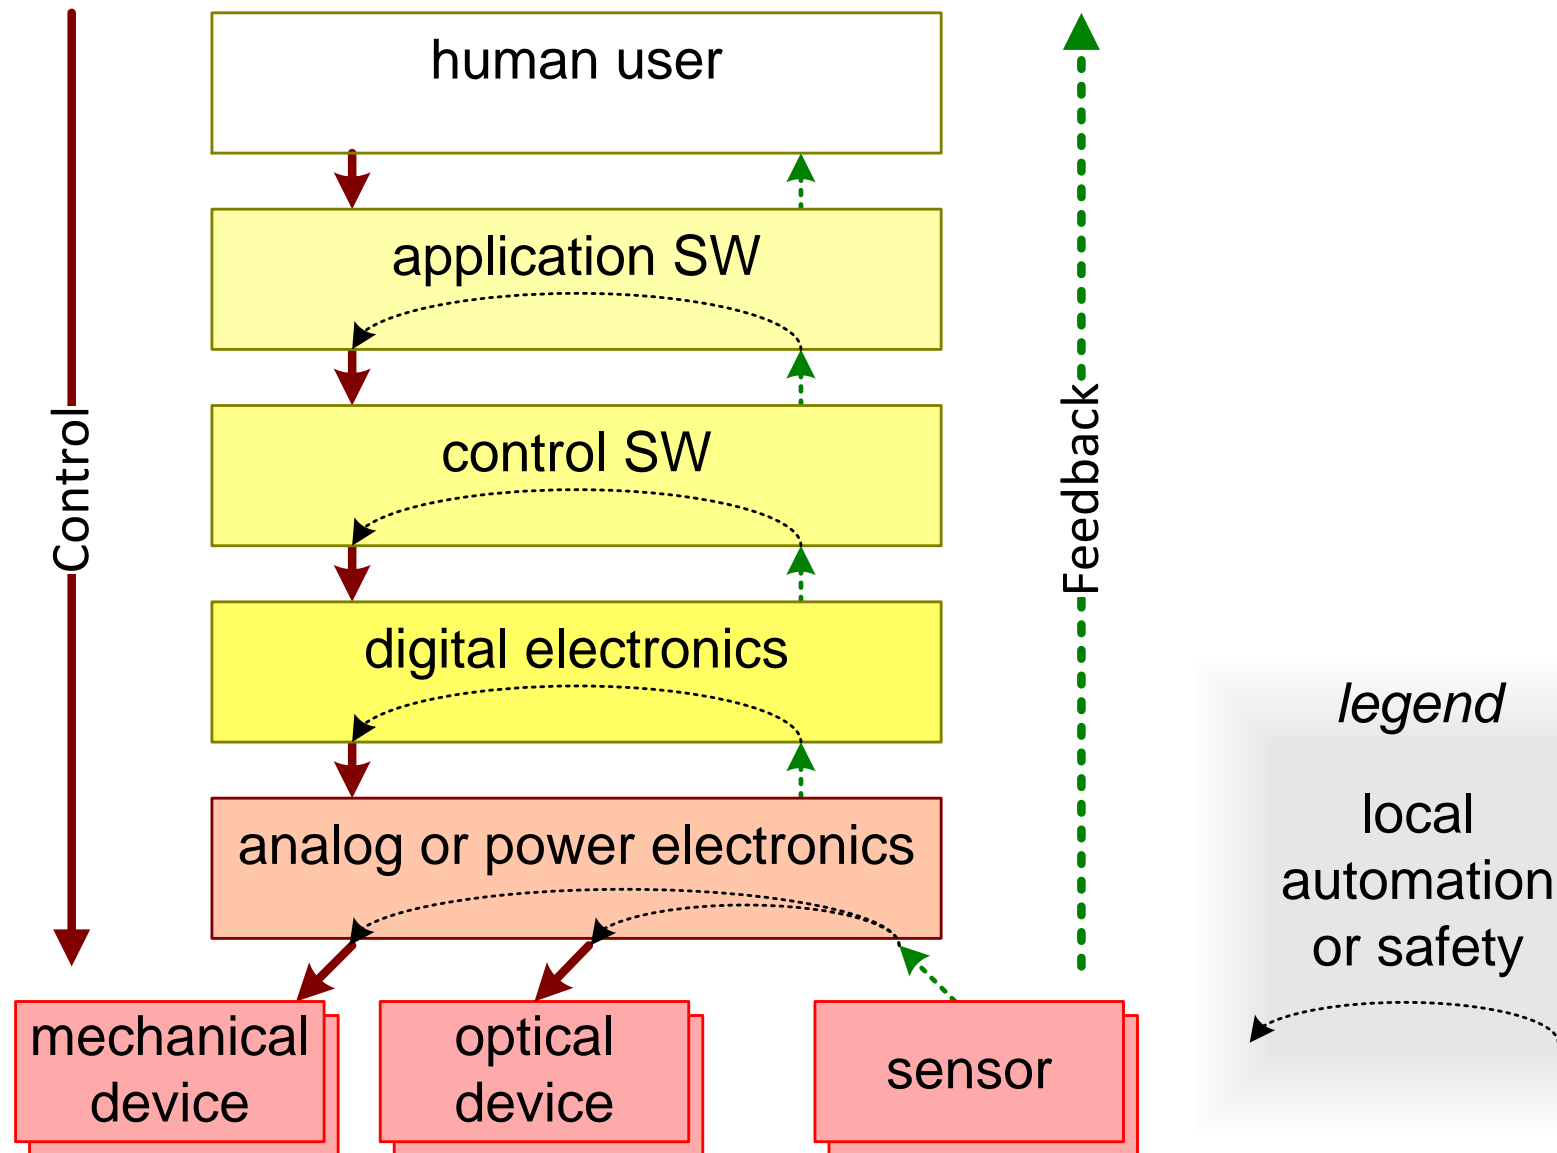 human user
application SW
control SW
digital electronics
analog or power electronics
mechanical
device
optical
device
sensor
Control
Feedback
legend
local
automation
or safety